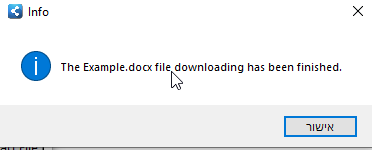 Info
The Example.docx file downloading has been finished.
אישור